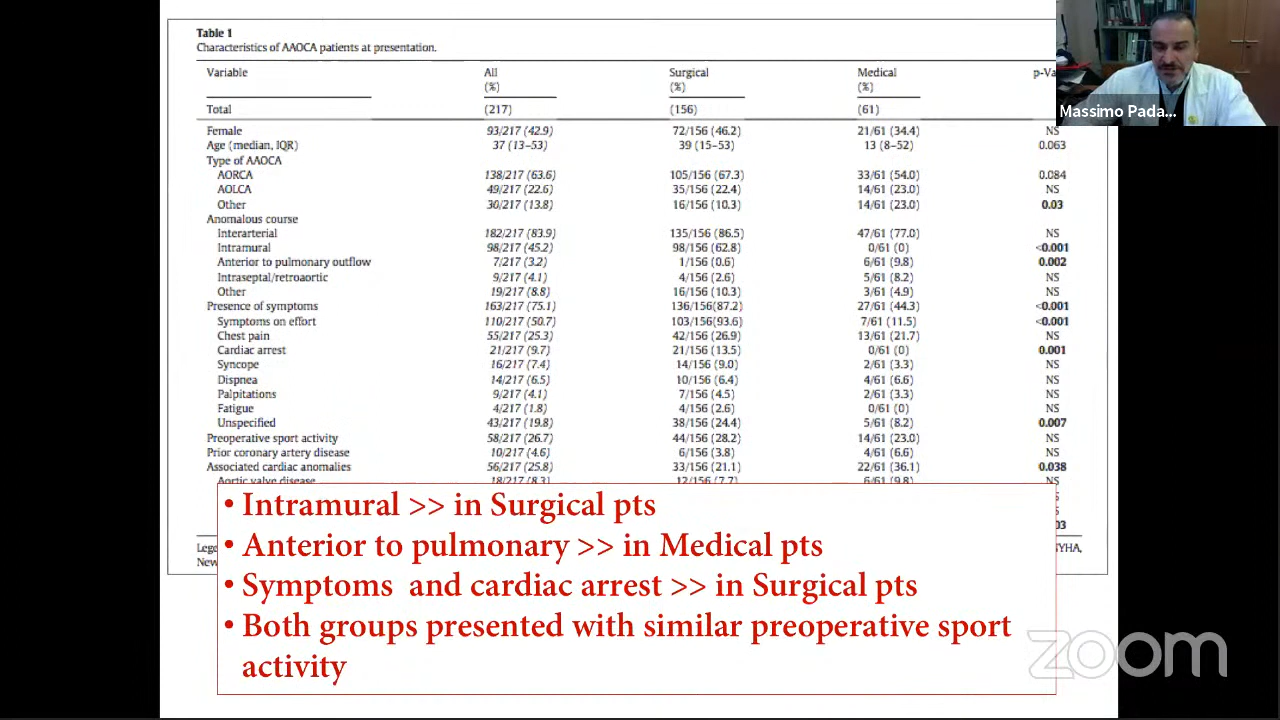 Table 1
Characteristics of AAOCA patients at presentation.
Variable All Surgical Medical
(%) (%) (%)
Total (217) (156) (61)
Female 93/217 (42.9) 72/156 (46.2) 21/61 (34.4) NS
Age (median, IQR) 37 (13–53) 39 (15–53) 13 (8–52) 0.063
Type of AAOCA
AORCA 138/217 (63.6) 105/156 (67.3) 33/61 (54.0) 0.084
AOLCA 49/217 (22.6) 35/156 (22.4) 14/61 (23.0) NS
Other 30/217 (13.8) 16/156 (10.3) 14/61 (23.0) 0.03
Anomalous course
Interarterial 182/217 (83.9) 135/156 (86.5) 47/61 (77.0) NS
Intramural 98/217 (45.2) 98/156 (62.8) 0/61 (0) <0.001
Anterior to pulmonary outflow 7/217 (3.2) 1/156 (0.6) 6/61 (9.8) 0.002
Intraseptal/retroaortic 9/217 (4.1) 4/156 (2.6) 5/61 (8.2) NS
Other 19/217 (8.8) 16/156 (10.3) 3/61 (4.9) NS
Presence of symptoms 163/217 (75.1) 136/156(87.2) 27/61 (44.3) <0.001
Symptoms on effort 110/217 (50.7) 103/156(93.6) 7/61 (11.5) <0.001
Chest pain 55/217 (25.3) 42/156 (26.9) 13/61 (21.7) NS
Cardiac arrest 21/217 (9.7) 21/156 (13.5) 0/61 (0) 0.001
Syncope 16/217 (7.4) 14/156 (9.0) 2/61 (3.3) NS
Dispnea 14/217 (6.5) 10/156 (6.4) 4/61 (6.6) NS
Palpitations 9/217 (4.1) 7/156 (4.5) 2/61 (3.3) NS
Fatigue 4/217 (1.8) 4/156 (2.6) 0/61 (0) NS
Unspecified 43/217 (19.8) 38/156 (24.4) 5/61 (8.2) 0.007
Preoperative sport activity 58/217 (26.7) 44/156 (28.2) 14/61 (23.0) NS
Prior coronary artery disease 10/217 (4.6) 6/156 (3.8) 4/61 (6.6) NS
Associated cardiac anomalies 56/217 (25.8) 33/156 (21.1) 22/61 (36.1) 0.038
Aortic valve disease 18/217 (8.3) 12/156 (7.7) 6/61 (9.8) NS
• Intramural >> in Surgical pts
• Anterior to pulmonary >> in Medical pts
• Symptoms and cardiac arrest >> in Surgical pts
• Both groups presented with similar preoperative sport
activity
Massimo Pada...
zoom